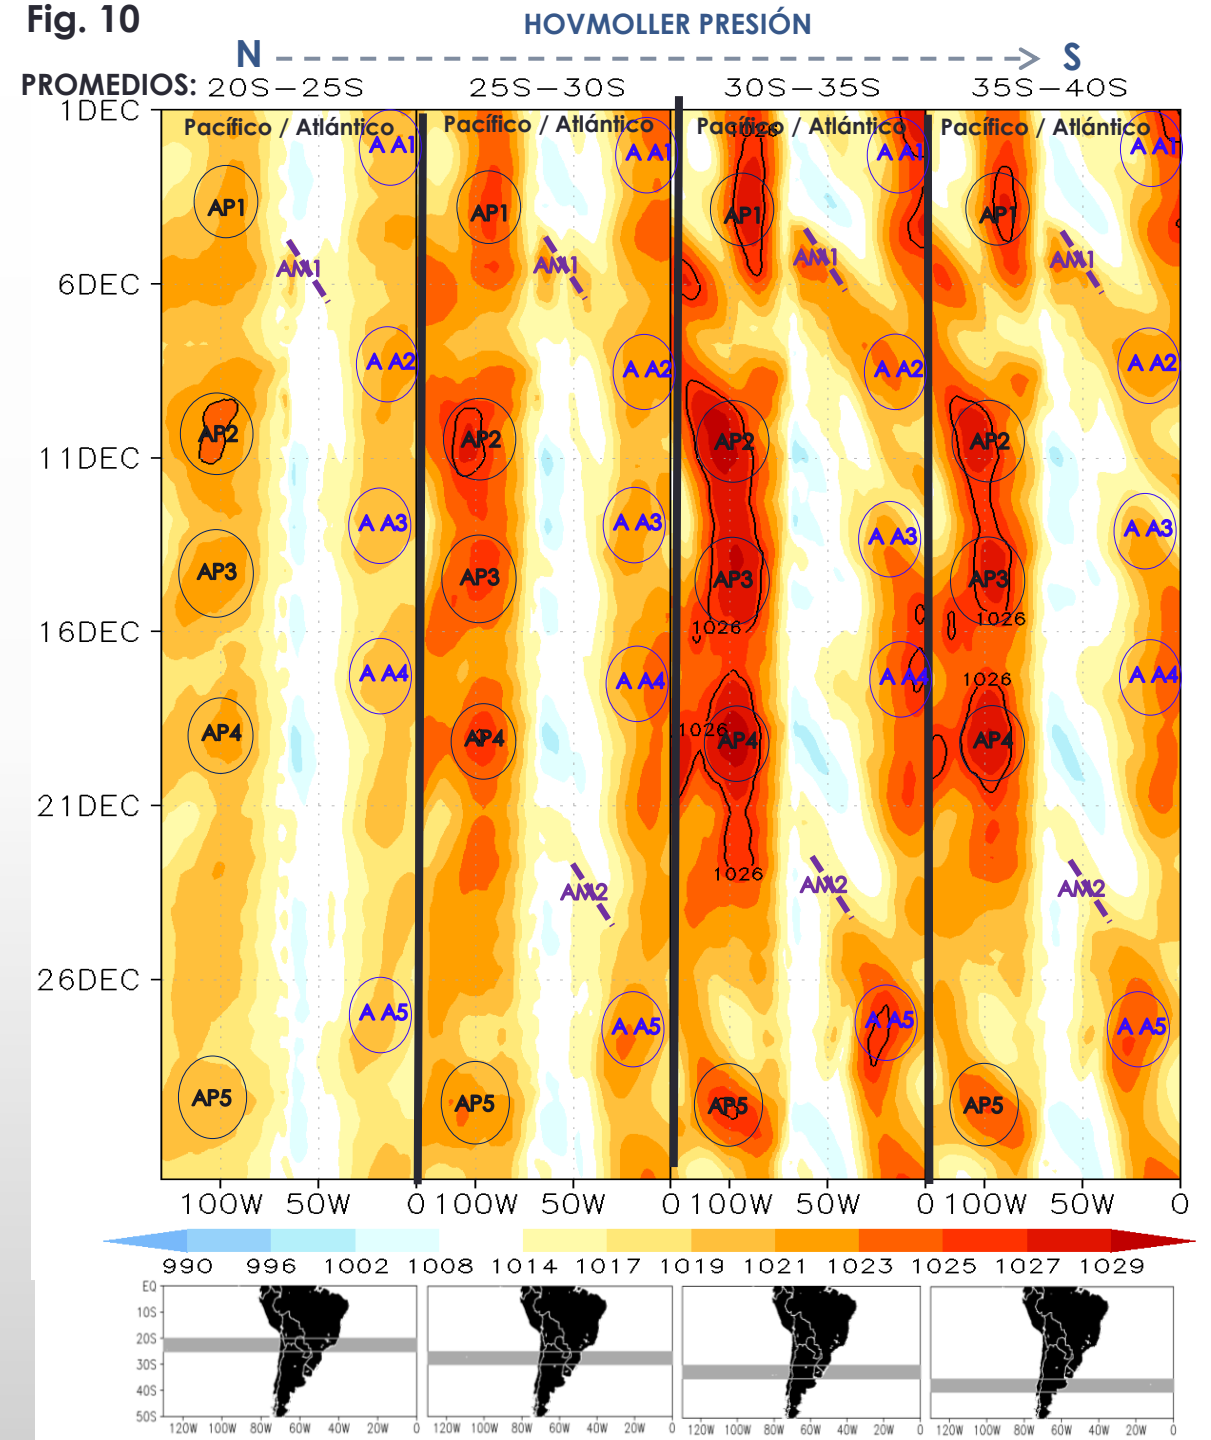 Fig. 10
HOVMOLLER PRESIÓN
N S
PROMEDIOS: 20S–25S 25S–30S 30S–35S 35S–40S
1DEC
Pacífico / Atlántico Pacífico / Atlántico Pacífico / Atlántico Pacífico / Atlántico
1026
A A1 A A1 A A1 A A1
AP1 AP1 AP1 AP1
AM1 AM1 AM1 AM1
6DEC
A A2 A A2 A A2 A A2
AP2 AP2 AP2 AP2
11DEC
A A3 A A3 A A3 A A3
AP3 AP3 AP3 AP3
1026 1026
16DEC
A A4 A A4 A A4 A A4
1026
1026
AP4 AP4 AP4 AP4
21DEC
1026
AM2 AM2 AM2
26DEC
A A5 A A5 A A5 A A5
AP5 AP5 AP5 AP5
100W 50W 0 100W 50W 0 100W 50W 0 100W 50W 0
990 996 1002 1008 1014 1017 1019 1021 1023 1025 1027 1029
EQ
10S
20S
30S
40S
50S
120W 100W 80W 60W 40W 20W 0 120W 100W 80W 60W 40W 20W 0 120W 100W 80W 60W 40W 20W 0 120W 100W 80W 60W 40W 20W 0